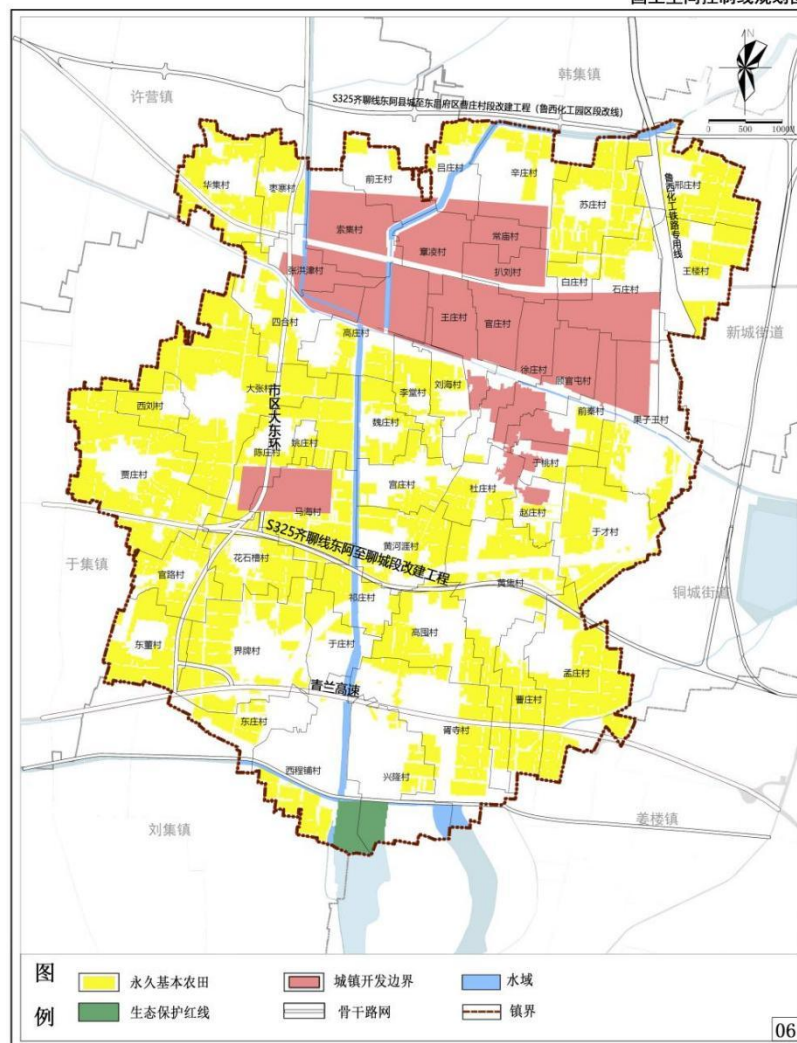 N
韩集镇
许营镇
S325齐聊线东阿县城至东昌府区曹庄村段改建工程（鲁西化工园区段改线）
0 500 1000
吕庄村
辛庄村
前王村
华集村
枣寨村
邢庄村
苏庄村
鲁西化工铁路专用线
索集村
常庙村
覃凌村
王楼村
张洪漳村
扒刘村
白庄村
石庄村
四合村
王庄村
官庄村
新城街道
高庄村
徐庄村
顾官屯村
大张村
刘海村
李堂村
西刘村
市区大东环
前秦村
果子王村
魏庄村
姚庄村
陈庄村
于桃村
贾庄村
宫庄村
杜庄村
马海村
赵庄村
于才村
S325齐聊线东阿至聊城段改建工程
黄河涯村
于集镇
花石槽村
官路村
黄集村
铜城街道
祁庄村
高囤村
东董村
界牌村
于庄村
孟庄村
青兰高速
曹庄村
东庄村
胥寺村
西程铺村
兴隆村
刘集镇
姜楼镇
图例
永久基本农田
城镇开发边界
水域
生态保护红线
骨干路网
镇界
06